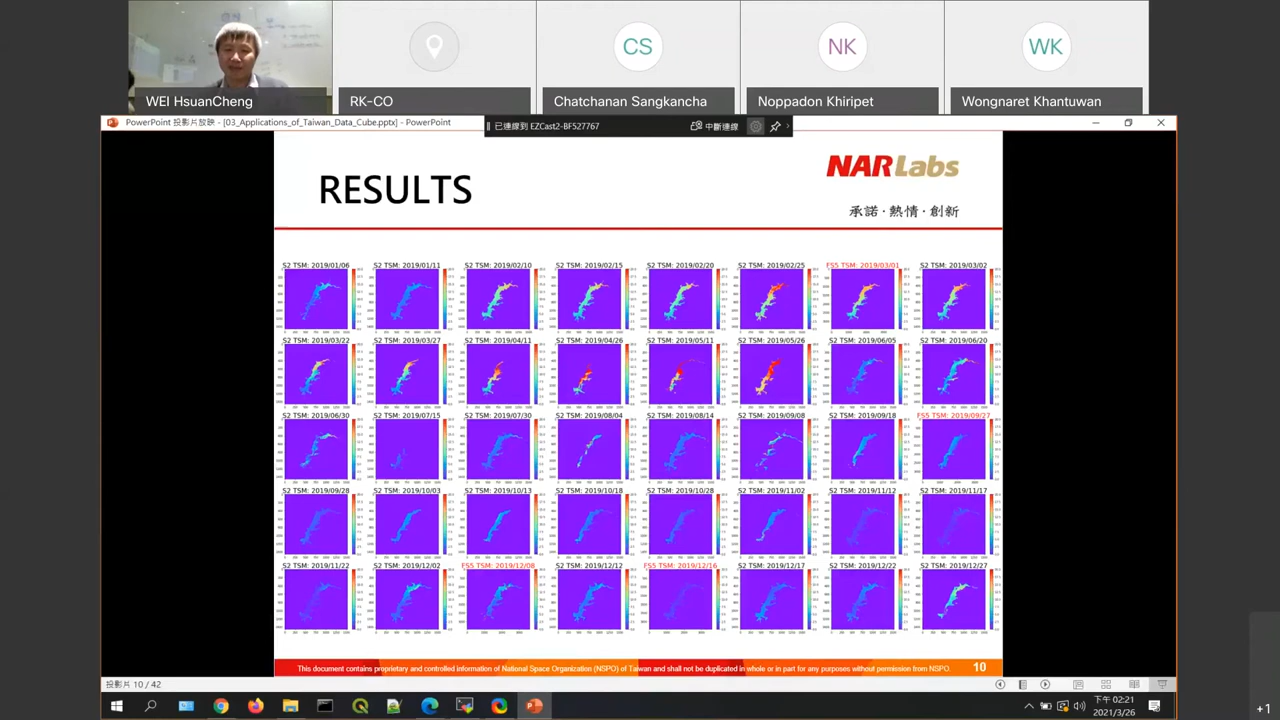 CS
NK
WK
WEI HsuanCheng
RK-CO
Chatchanan Sangkancha
Noppadon Khiripet
Wongnaret Khantuwan
PowerPoint 投影片放映 - [03_Applications_of_Taiwan_Data_Cube.pptx] - PowerPoint
已連線到 EZCast2-BF527767
中斷連線
RESULTS
NARLabs
承諾·熱情·創新
S2 TSM: 2019/01/06 S2 TSM: 2019/01/11 S2 TSM: 2019/02/10 S2 TSM: 2019/02/15 S2 TSM: 2019/02/20 S2 TSM: 2019/02/25 FS5 TSM: 2019/03/01 S2 TSM: 2019/03/02
S2 TSM: 2019/03/22 S2 TSM: 2019/03/27 S2 TSM: 2019/04/11 S2 TSM: 2019/04/26 S2 TSM: 2019/05/11 S2 TSM: 2019/05/26 S2 TSM: 2019/06/05 S2 TSM: 2019/06/20
S2 TSM: 2019/06/30 S2 TSM: 2019/07/15 S2 TSM: 2019/07/30 S2 TSM: 2019/08/04 S2 TSM: 2019/08/14 S2 TSM: 2019/09/08 S2 TSM: 2019/09/18 FS5 TSM: 2019/09/27
S2 TSM: 2019/09/28 S2 TSM: 2019/10/03 S2 TSM: 2019/10/13 S2 TSM: 2019/10/18 S2 TSM: 2019/10/28 S2 TSM: 2019/11/02 S2 TSM: 2019/11/12 S2 TSM: 2019/11/17
S2 TSM: 2019/11/22 S2 TSM: 2019/12/02 FS5 TSM: 2019/12/08 S2 TSM: 2019/12/12 FS5 TSM: 2019/12/16 S2 TSM: 2019/12/17 S2 TSM: 2019/12/22 S2 TSM: 2019/12/27
This document contains proprietary and controlled information of National Space Organization (NSPO) of Taiwan and shall not be duplicated in whole or in part for any purposes without permission from NSPO.
10
投影片 10 / 42
下午 02:21
2021/3/26
+1